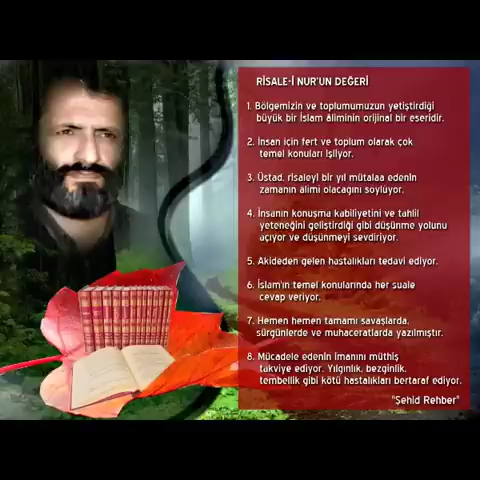 RİSALE-İ NUR'UN DEĞERİ
1. Bölgemizin ve toplumumuzun yetiştirdiği
büyük bir İslam âliminin orijinal bir eseridir.
2. İnsan için fert ve toplum olarak çok
temel konuları işliyor.
3. Üstad, risaleyi bir yıl mütalaa edenin
zamanın âlimi olacağını söylüyor.
4. İnsanın konuşma kabiliyetini ve tahlil
yeteneğini geliştirdiği gibi düşünme yolunu
açıyor ve düşünmeyi sevdiriyor.
5. Akideden gelen hastalıkları tedavi ediyor.
6. İslam'ın temel konularında her suale
cevap veriyor.
7. Hemen hemen tamamı savaşlarda,
sürgünlerde ve muhaceratlarda yazılmıştır.
8. Mücadele edenin imanını müthiş
takviye ediyor. Yılgınlık, bezginlik,
tembellik gibi kötü hastalıkları bertaraf ediyor.
"Şehid Rehber"